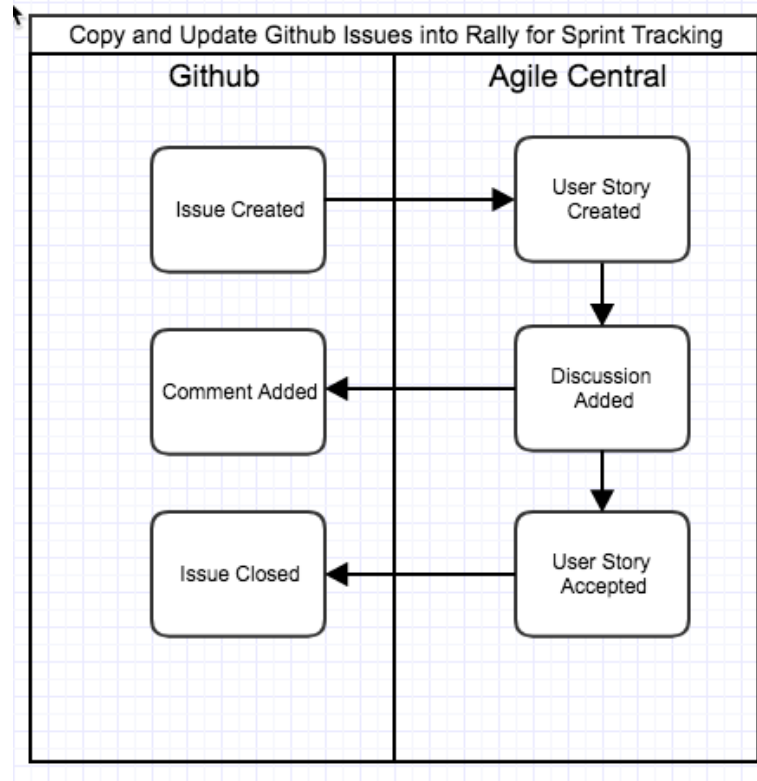 Copy and Update Github Issues into Rally for Sprint Tracking
Github
Agile Central
Issue Created
User Story
Created
Comment Added
Discussion
Added
Issue Closed
User Story
Accepted